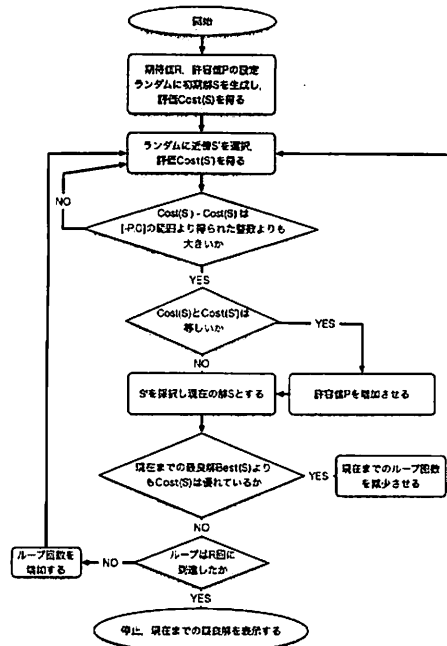 開始
期待値R、許容値Pの設定
ランダムに初期解Sを生成し、
評価Cost(S)を得る
ランダムに近傍S'を選択、
評価Cost(S')を得る
NO
Cost(S') - Cost(S) は
[-P,0]の範囲より得られた整数よりも
大きいか
YES
Cost(S)とCost(S')は
等しいか
YES
NO
S'を採択し現在の解Sとする
許容値Pを増加させる
現在までの最良解Best(S)より
もCost(S)は優れているか
YES
現在までのループ回数
を減少させる
NO
ループ回数を
増加する
NO
ループはR回に
到達したか
YES
停止、現在までの最良解を表示する